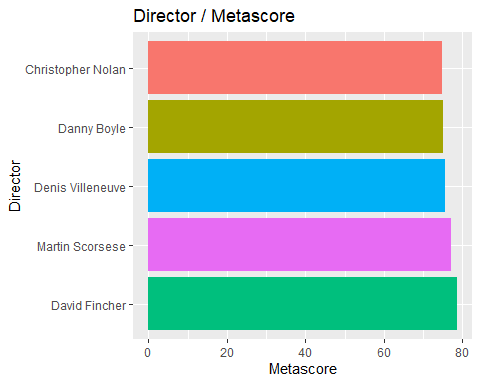 Director / Metascore
Christopher Nolan
Danny Boyle
Denis Villeneuve
Martin Scorsese
David Fincher
Director
0 20 40 60 80
Metascore